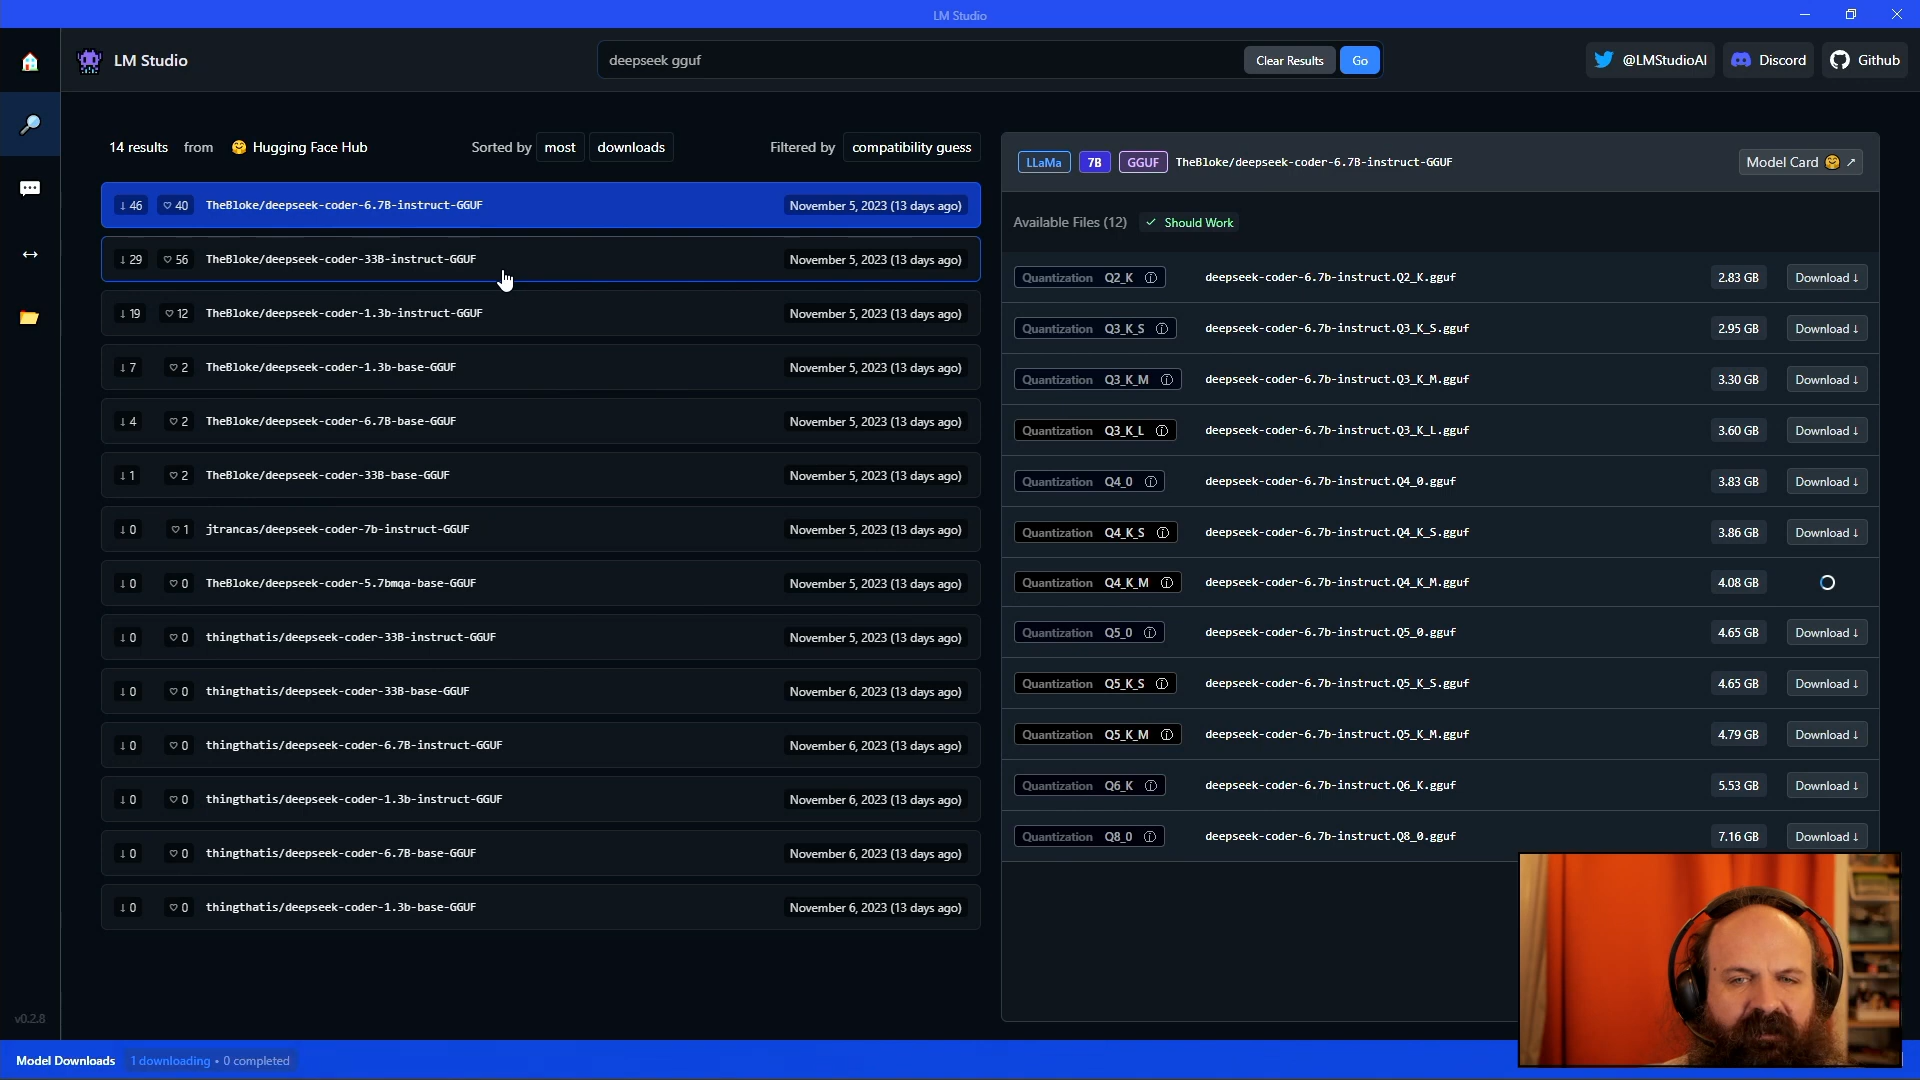 LM Studio
LM Studio
deepseek gguf
Clear Results
Go
@LMStudioAI
Discord
Github
14 results from 🤗 Hugging Face Hub
Sorted by most downloads
Filtered by compatibility guess
↓ 46 ♡ 40 TheBloke/deepseek-coder-6.7B-instruct-GGUF November 5, 2023 (13 days ago)
↓ 29 ♡ 56 TheBloke/deepseek-coder-33B-instruct-GGUF November 5, 2023 (13 days ago)
↓ 19 ♡ 12 TheBloke/deepseek-coder-1.3b-instruct-GGUF November 5, 2023 (13 days ago)
↓ 7 ♡ 2 TheBloke/deepseek-coder-1.3b-base-GGUF November 5, 2023 (13 days ago)
↓ 4 ♡ 2 TheBloke/deepseek-coder-6.7B-base-GGUF November 5, 2023 (13 days ago)
↓ 1 ♡ 2 TheBloke/deepseek-coder-33B-base-GGUF November 5, 2023 (13 days ago)
↓ 0 ♡ 1 jtrancas/deepseek-coder-7b-instruct-GGUF November 5, 2023 (13 days ago)
↓ 0 ♡ 0 TheBloke/deepseek-coder-5.7bmqa-base-GGUF November 5, 2023 (13 days ago)
↓ 0 ♡ 0 thingthatis/deepseek-coder-33B-instruct-GGUF November 5, 2023 (13 days ago)
↓ 0 ♡ 0 thingthatis/deepseek-coder-33B-base-GGUF November 6, 2023 (13 days ago)
↓ 0 ♡ 0 thingthatis/deepseek-coder-6.7B-instruct-GGUF November 6, 2023 (13 days ago)
↓ 0 ♡ 0 thingthatis/deepseek-coder-1.3b-instruct-GGUF November 6, 2023 (13 days ago)
↓ 0 ♡ 0 thingthatis/deepseek-coder-6.7B-base-GGUF November 6, 2023 (13 days ago)
↓ 0 ♡ 0 thingthatis/deepseek-coder-1.3b-base-GGUF November 6, 2023 (13 days ago)
LLaMa 7B GGUF TheBloke/deepseek-coder-6.7B-instruct-GGUF Model Card 🤗 ↗
Available Files (12) ✓ Should Work
Quantization Q2_K ⓘ deepseek-coder-6.7b-instruct.Q2_K.gguf 2.83 GB Download ↓
Quantization Q3_K_S ⓘ deepseek-coder-6.7b-instruct.Q3_K_S.gguf 2.95 GB Download ↓
Quantization Q3_K_M ⓘ deepseek-coder-6.7b-instruct.Q3_K_M.gguf 3.30 GB Download ↓
Quantization Q3_K_L ⓘ deepseek-coder-6.7b-instruct.Q3_K_L.gguf 3.60 GB Download ↓
Quantization Q4_0 ⓘ deepseek-coder-6.7b-instruct.Q4_0.gguf 3.83 GB Download ↓
Quantization Q4_K_S ⓘ deepseek-coder-6.7b-instruct.Q4_K_S.gguf 3.86 GB Download ↓
Quantization Q4_K_M ⓘ deepseek-coder-6.7b-instruct.Q4_K_M.gguf 4.08 GB
Quantization Q5_0 ⓘ deepseek-coder-6.7b-instruct.Q5_0.gguf 4.65 GB Download ↓
Quantization Q5_K_S ⓘ deepseek-coder-6.7b-instruct.Q5_K_S.gguf 4.65 GB Download ↓
Quantization Q5_K_M ⓘ deepseek-coder-6.7b-instruct.Q5_K_M.gguf 4.79 GB Download ↓
Quantization Q6_K ⓘ deepseek-coder-6.7b-instruct.Q6_K.gguf 5.53 GB Download ↓
Quantization Q8_0 ⓘ deepseek-coder-6.7b-instruct.Q8_0.gguf 7.16 GB Download ↓
v0.2.8
Model Downloads 1 downloading • 0 completed